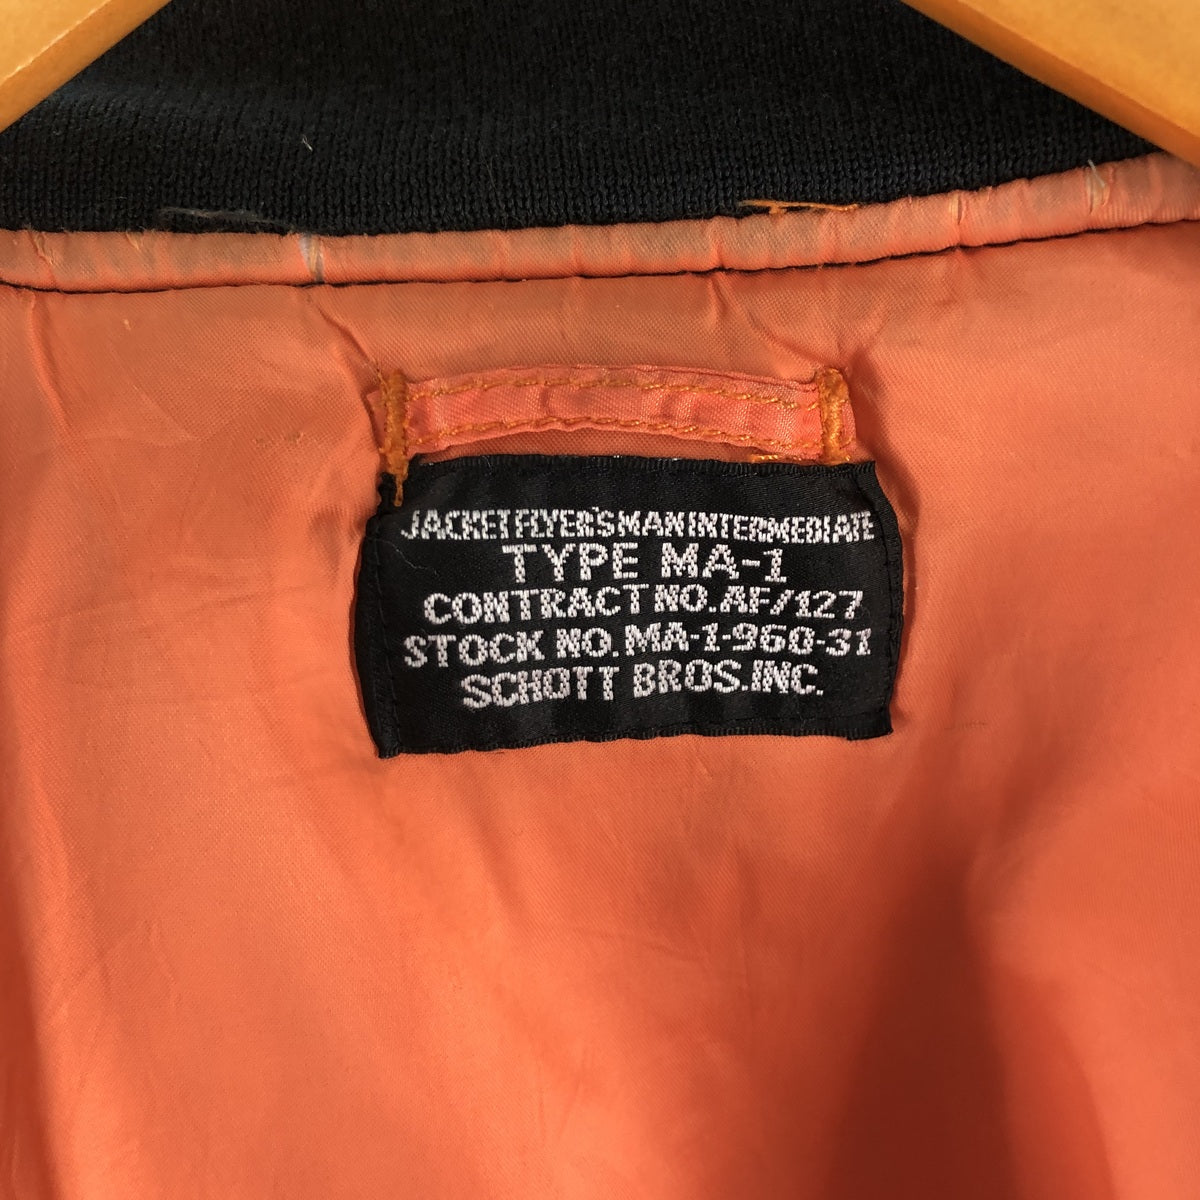 JACKET FLYER'S MAN INTERMEDIATE
TYPE MA-1
CONTRACT NO.AF/127
STOCK NO.MA-1-960-31
SCHOTT BROS.INC.